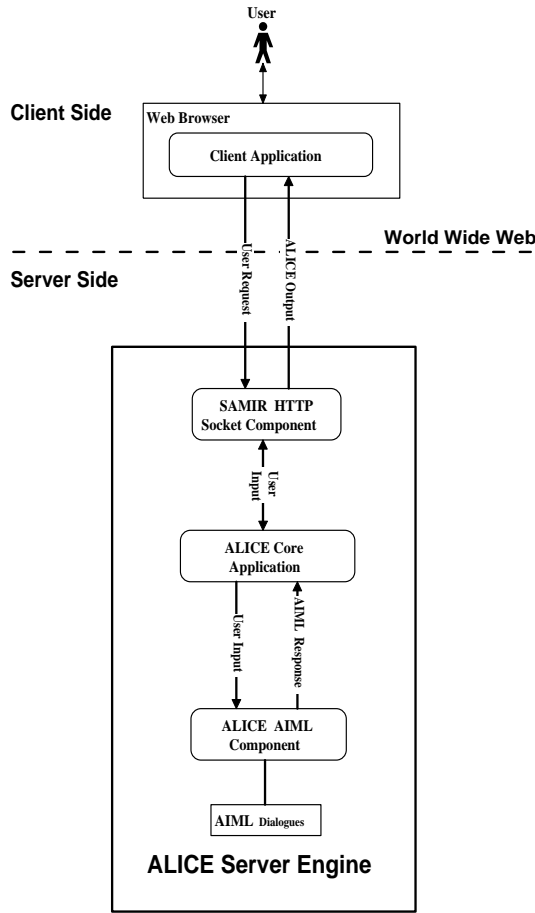 User
Client Side
Web Browser
Client Application
User Request
ALICE Output
World Wide Web
Server Side
SAMIR HTTP
Socket Component
User
Input
ALICE Core
Application
User Input
AIML Response
ALICE AIML
Component
AIML Dialogues
ALICE Server Engine